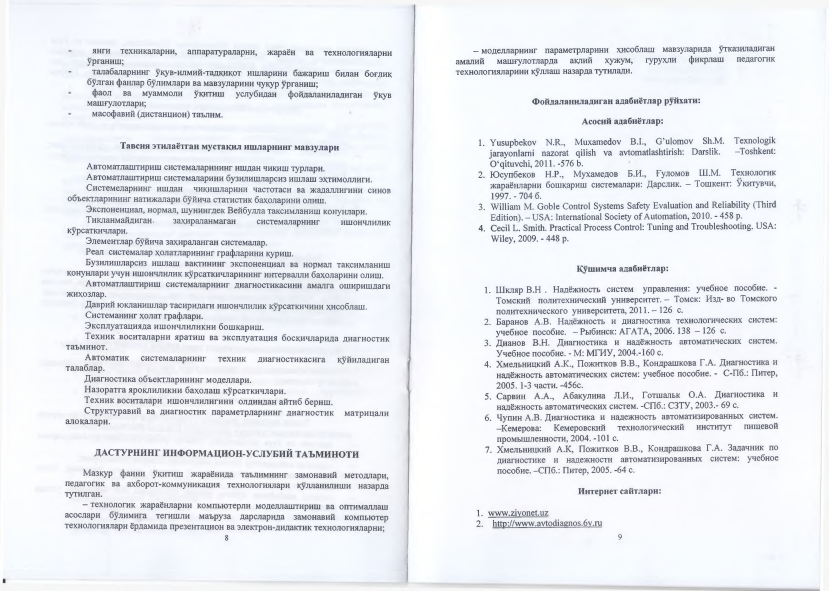 - янги техникаларни, аппаратураларни, жараён ва технологияларни
ўрганиш;
- талабаларнинг ўқув-илмий-тадқиқот ишларини бажариш билан боғлиқ
бўлган фанлар бўлимлари ва мавзуларини чуқур ўрганиш;
- фаол ва муаммоли ўқитиш услубидан фойдаланиладиган ўқув
машғулотлари;
- масофавий (дистанцион) таълим.
Тавсия этилаётган мустақил ишларнинг мавзулари
Автоматлаштириш системаларининг ишдан чиқиш турлари.
Автоматлаштириш системаларини бузилишларсиз ишлаш эҳтимоллиги.
Системеларнинг ишдан чиқишларини частотаси ва жадаллигини синов
объектларнинг натижалари бўйича статистик баҳоларини олиш.
Экспоненциал, нормал, шунингдек Вейбулла тақсимланиш қонунлари.
Тикланмайдиган захираланмаган системаларнинг ишончлилик
кўрсаткичлари.
Элементлар бўйича захираланган системалар.
Реал системалар ҳолатларининг графларини қуриш.
Бузилишларсиз ишлаш вақтининг экспоненциал ва нормал тақсимланиш
қонунлари учун ишончлилик кўрсаткичларининг интервалли баҳоларини олиш.
Автоматлаштириш системаларининг диагностикасини амалга оширишдаги
жиҳозлар.
Даврий юкланишлар таъсиридаги ишончлилик кўрсаткичини ҳисоблаш.
Системанинг ҳолат графлари.
Эксплуатацияда ишончлиликни бошқариш.
Техник воситаларни яратиш ва эксплуатация босқичларида диагностик
таъминот.
Автоматик системаларнинг техник диагностикасига қўйиладиган
талаблар.
Диагностика объектларининг моделлари.
Назоратга яроқлиликни баҳолаш кўрсаткичлари.
Техник воситалари ишончлилигини олдиндан айтиб бериш.
Структуравий ва диагностик параметрларнинг диагностик матрицали
алоқалари.
ДАСТУРНИНГ ИНФОРМАЦИОН-УСЛУБИЙ ТАЪМИНОТИ
Мазкур фанни ўқитиш жараёнида таълимнинг замонавий методлари,
педагогик ва ахборот-коммуникация технологиялари қўлланилиши назарда
тутилган.
– технологик жараёнларни компьютерли моделлаштириш ва оптималлаш
асослари бўлимига тегишли маъруза дарсларида замонавий компьютер
технологиялари ёрдамида презентацион ва электрон-дидактик технологияларни;
8
– моделларнинг параметрларини ҳисоблаш мавзуларида ўтказиладиган
амалий машғулотларда ақлий ҳужум, гуруҳли фикрлаш педагогик
технологияларини қўллаш назарда тутилади.
Фойдаланиладиган адабиётлар рўйхати:
Асосий адабиётлар:
1. Yusupbekov N.R., Muxamedov B.I., G'ulomov Sh.M. Texnologik
jarayonlarni nazorat qilish va avtomatlashtirish: Darslik. –Toshkent:
O'qituvchi, 2011. -576 b.
2. Юсупбеков Н.Р., Мухамедов Б.И., Ғуломов Ш.М. Технологик
жараёнларни бошқариш системалари: Дарслик. – Тошкент: Ўқитувчи,
1997. - 704 б.
3. William M. Goble Control Systems Safety Evaluation and Reliability (Third
Edition). – USA: International Society of Automation, 2010. - 458 p.
4. Cecil L. Smith. Practical Process Control: Tuning and Troubleshooting. USA:
Wiley, 2009. - 448 p.
Қўшимча адабиётлар:
1. Шкляр В.Н . Надёжность систем управления: учебное пособие. -
Томский политехнический университет. – Томск: Изд- во Томского
политехнического университета, 2011. – 126 с.
2. Баранов А.В. Надёжность и диагностика технологических систем:
учебное пособие. – Рыбинск: АГАТА, 2006. 138 – 126 с.
3. Дианов В.Н. Диагностика и надёжность автоматических систем.
Учебное пособие. - М: МГИУ, 2004.-160 с.
4. Хмельницкий А.К., Пожитков В.В., Кондрашкова Г.А. Диагностика и
надёжность автоматических систем: учебное пособие. - С-Пб.: Питер,
2005. 1-3 части. -456с.
5. Сарвин А.А., Абакулина Л.И., Готшальк О.А. Диагностика и
надёжность автоматических систем. -СПб.: СЗТУ, 2003.- 69 с.
6. Чупин А.В. Диагностика и надежность автоматизированных систем.
–Кемерова: Кемеровский технологический институт пищевой
промышленности, 2004. -101 с.
7. Хмельницкий А.К, Пожитков В.В., Кондрашкова Г.А. Задачник по
диагностике и надежности автоматизированных систем: учебное
пособие. –СПб.: Питер, 2005. -64 с.
Интернет сайтлари:
1. www.ziyonet.uz
2. http://www.avtodiagnos.6y.ru
9